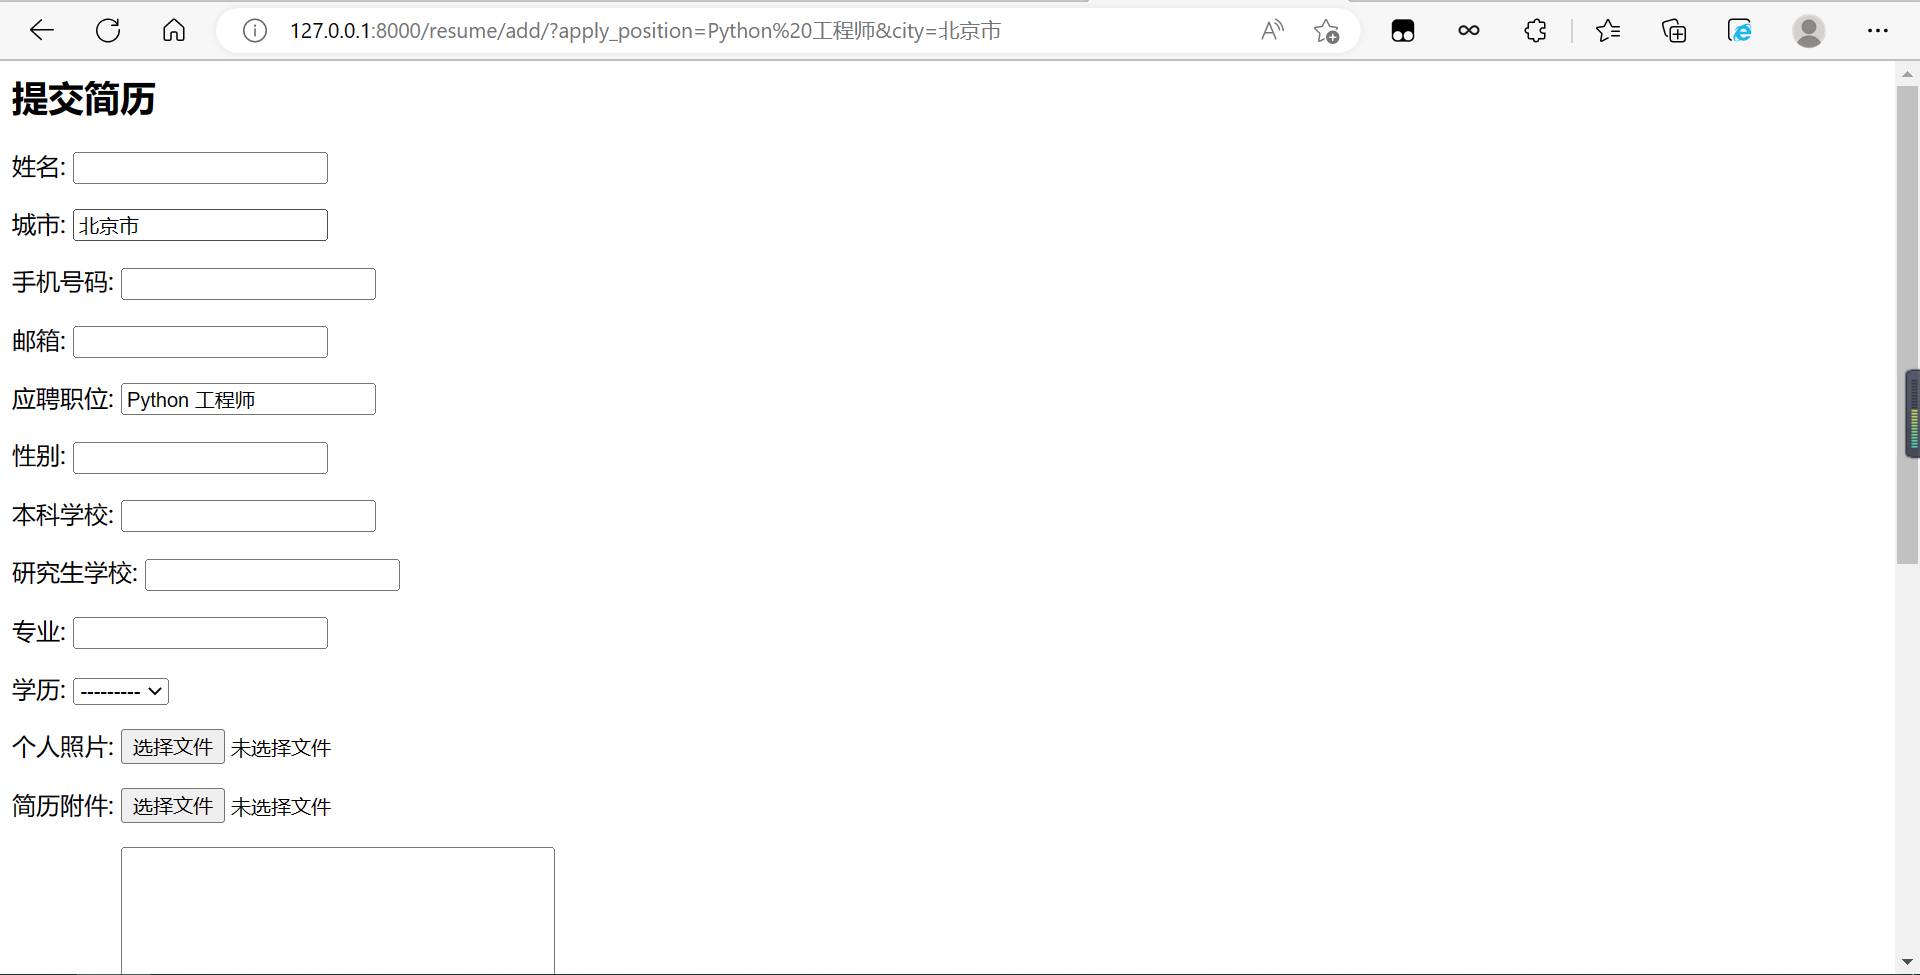 127.0.0.1:8000/resume/add/?apply_position=Python%20工程师&city=北京市
提交简历
姓名:
城市: 北京市
手机号码:
邮箱:
应聘职位: Python 工程师
性别:
本科学校:
研究生学校:
专业:
学历: ---------
个人照片: 选择文件 未选择文件
简历附件: 选择文件 未选择文件